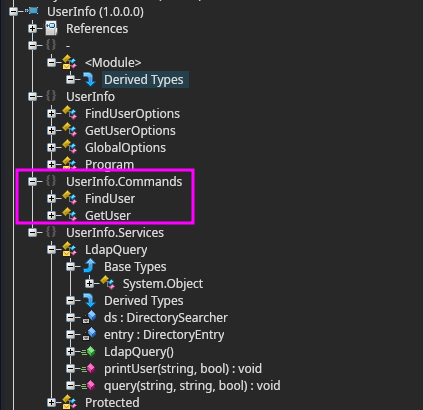 UserInfo (1.0.0.0)
References
-
<Module>
Derived Types
UserInfo
FindUserOptions
GetUserOptions
GlobalOptions
Program
UserInfo.Commands
FindUser
GetUser
UserInfo.Services
LdapQuery
Base Types
System.Object
Derived Types
ds : DirectorySearcher
entry : DirectoryEntry
LdapQuery()
printUser(string, bool) : void
query(string, string, bool) : void
Protected